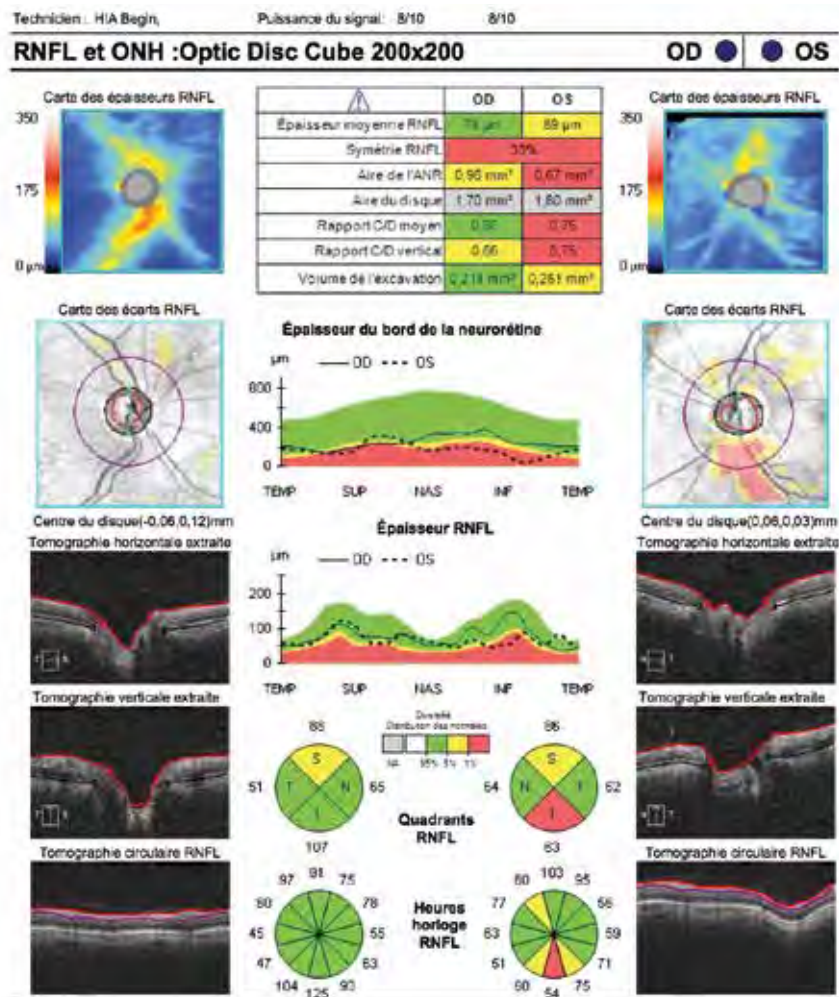 Technicien : HIA Begin, Puissance du signal: 8/10 8/10
RNFL et ONH :Optic Disc Cube 200x200 OD OS
Carte des épaisseurs RNFL
350
175
0 µm
OD OS
Épaisseur moyenne RNFL 89 µm
Symétrie RNFL 33%
Aire de l'ANR 0,96 mm² 0,67 mm²
Aire du disque 1,70 mm² 1,80 mm²
Rapport C/D moyen 0,75
Rapport C/D vertical 0,66 0,75
Volume de l'excavation 0,261 mm³
Carte des épaisseurs RNFL
350
175
0 µm
Carte des écarts RNFL
Centre du disque(-0,06,0,12)mm
Épaisseur du bord de la neurorétine
µm
OD OS
800
400
0
TEMP SUP NAS INF TEMP
Carte des écarts RNFL
Centre du disque(0,06,0,03)mm
Tomographie horizontale extraite
Épaisseur RNFL
µm
OD OS
200
100
0
TEMP SUP NAS INF TEMP
Tomographie horizontale extraite
Tomographie verticale extraite
88
S
51 T N 65
I
107
Distribution des normales
NA 95% 5% 1%
Quadrants
RNFL
86
S
64 N T 62
I
63
Tomographie verticale extraite
Tomographie circulaire RNFL
97 91 75
80 78
45 55
47 63
104 125 93
Heures
horloge
RNFL
80 103 95
77 56
63 59
51 71
60 54 75
Tomographie circulaire RNFL